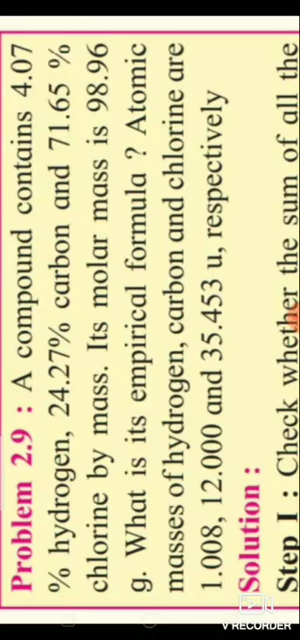 Problem 2.9 : A compound contains 4.07
% hydrogen, 24.27% carbon and 71.65 %
chlorine by mass. Its molar mass is 98.96
g. What is its empirical formula ? Atomic
masses of hydrogen, carbon and chlorine are
1.008, 12.000 and 35.453 u, respectively
Solution :
Step I : Check whether the sum of all the
V RECORDER